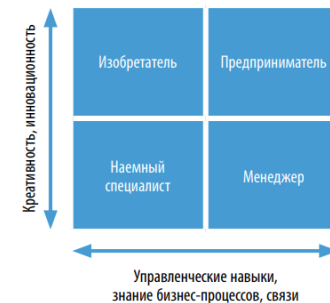 Креативность, инновационность
Изобретатель
Предприниматель
Наемный
специалист
Менеджер
Управленческие навыки,
знание бизнес-процессов, связи